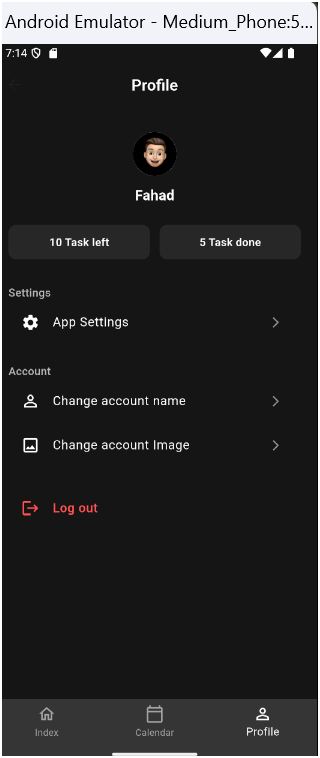 Android Emulator - Medium_Phone:5...
7:14
Profile
Fahad
10 Task left
5 Task done
Settings
App Settings
Account
Change account name
Change account Image
Log out
Index
Calendar
Profile